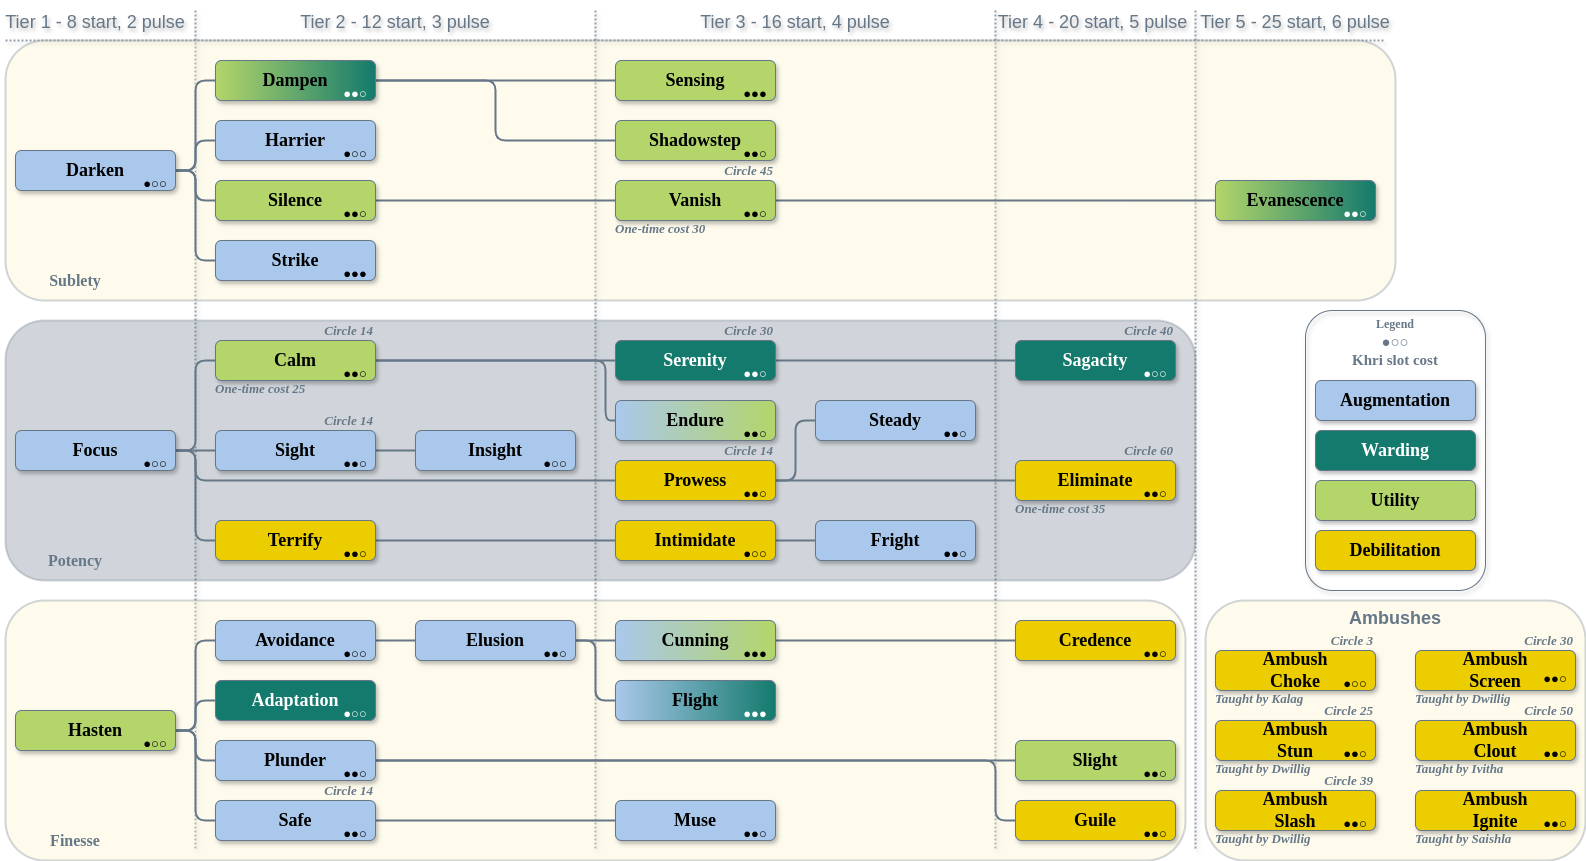 Tier 1 - 8 start, 2 pulse
Tier 2 - 12 start, 3 pulse
Tier 3 - 16 start, 4 pulse
Tier 4 - 20 start, 5 pulse
Tier 5 - 25 start, 6 pulse
Dampen
●●○
Sensing
●●●
Harrier
●○○
Shadowstep
●●○
Circle 45
Darken
●○○
Silence
●●○
Vanish
●●○
One-time cost 30
Evanescence
●●○
Strike
●●●
Sublety
Circle 14
Calm
●●○
One-time cost 25
Circle 30
Serenity
●●○
Circle 40
Sagacity
●○○
Endure
●●○
Steady
●●○
Focus
●○○
Circle 14
Sight
●●○
Insight
●○○
Circle 14
Prowess
●●○
Circle 60
Eliminate
●●○
One-time cost 35
Terrify
●●○
Intimidate
●○○
Fright
●●○
Potency
Legend
●○○
Khri slot cost
Augmentation
Warding
Utility
Debilitation
Avoidance
●○○
Elusion
●●○
Cunning
●●●
Credence
●●○
Adaptation
●○○
Flight
●●●
Hasten
●○○
Plunder
●●○
Slight
●●○
Circle 14
Safe
●●○
Muse
●●○
Guile
●●○
Finesse
Ambushes
Circle 3
Ambush
Choke
●○○
Taught by Kalag
Circle 30
Ambush
Screen
●●○
Taught by Dwillig
Circle 25
Ambush
Stun
●●○
Taught by Dwillig
Circle 50
Ambush
Clout
●●○
Taught by Ivitha
Circle 39
Ambush
Slash
●●○
Taught by Dwillig
Ambush
Ignite
●●○
Taught by Saishla